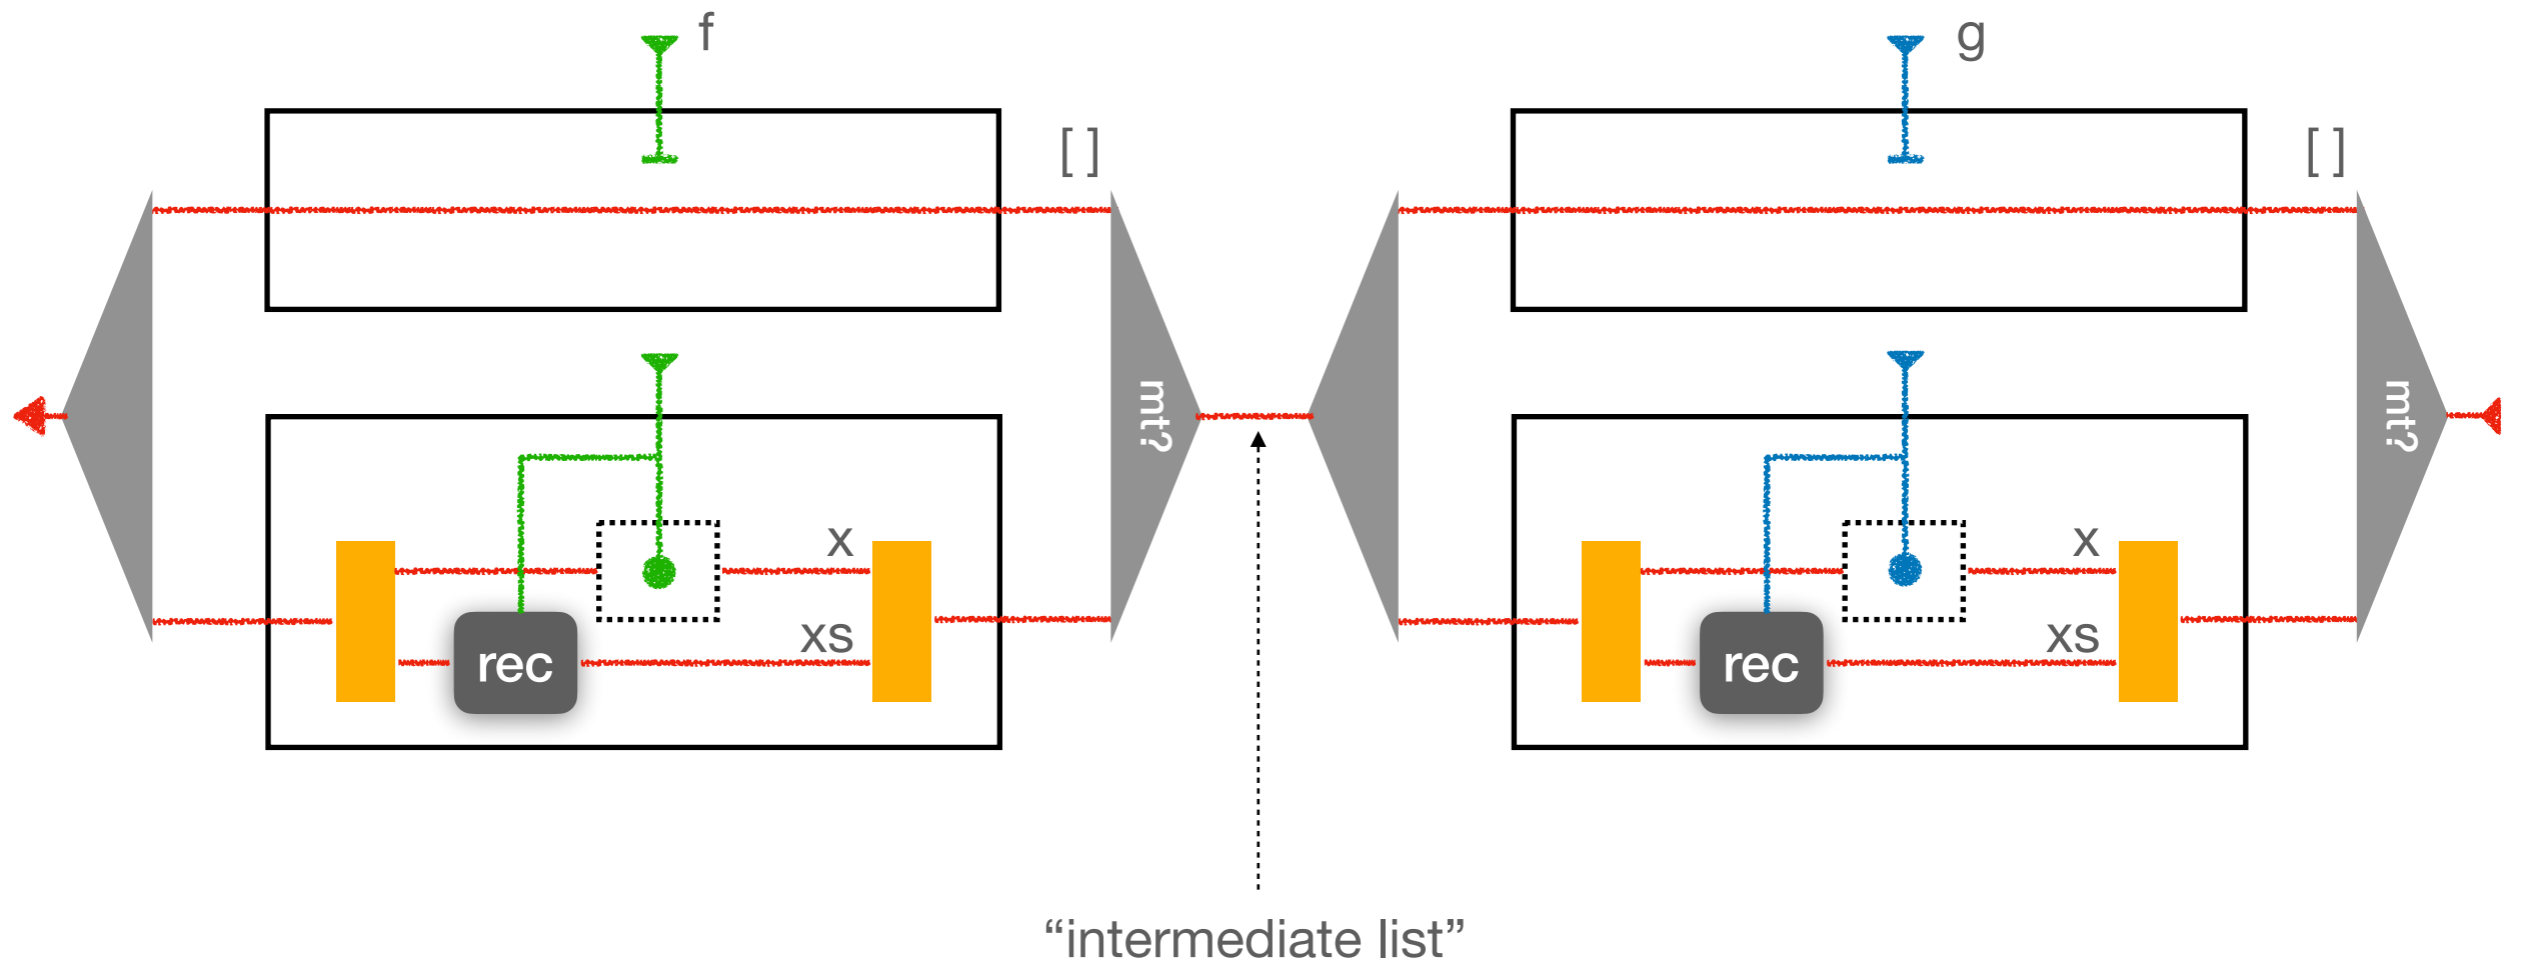 f
g
[ ]
[ ]
mt?
mt?
x
x
xs
xs
rec
rec
“intermediate list”